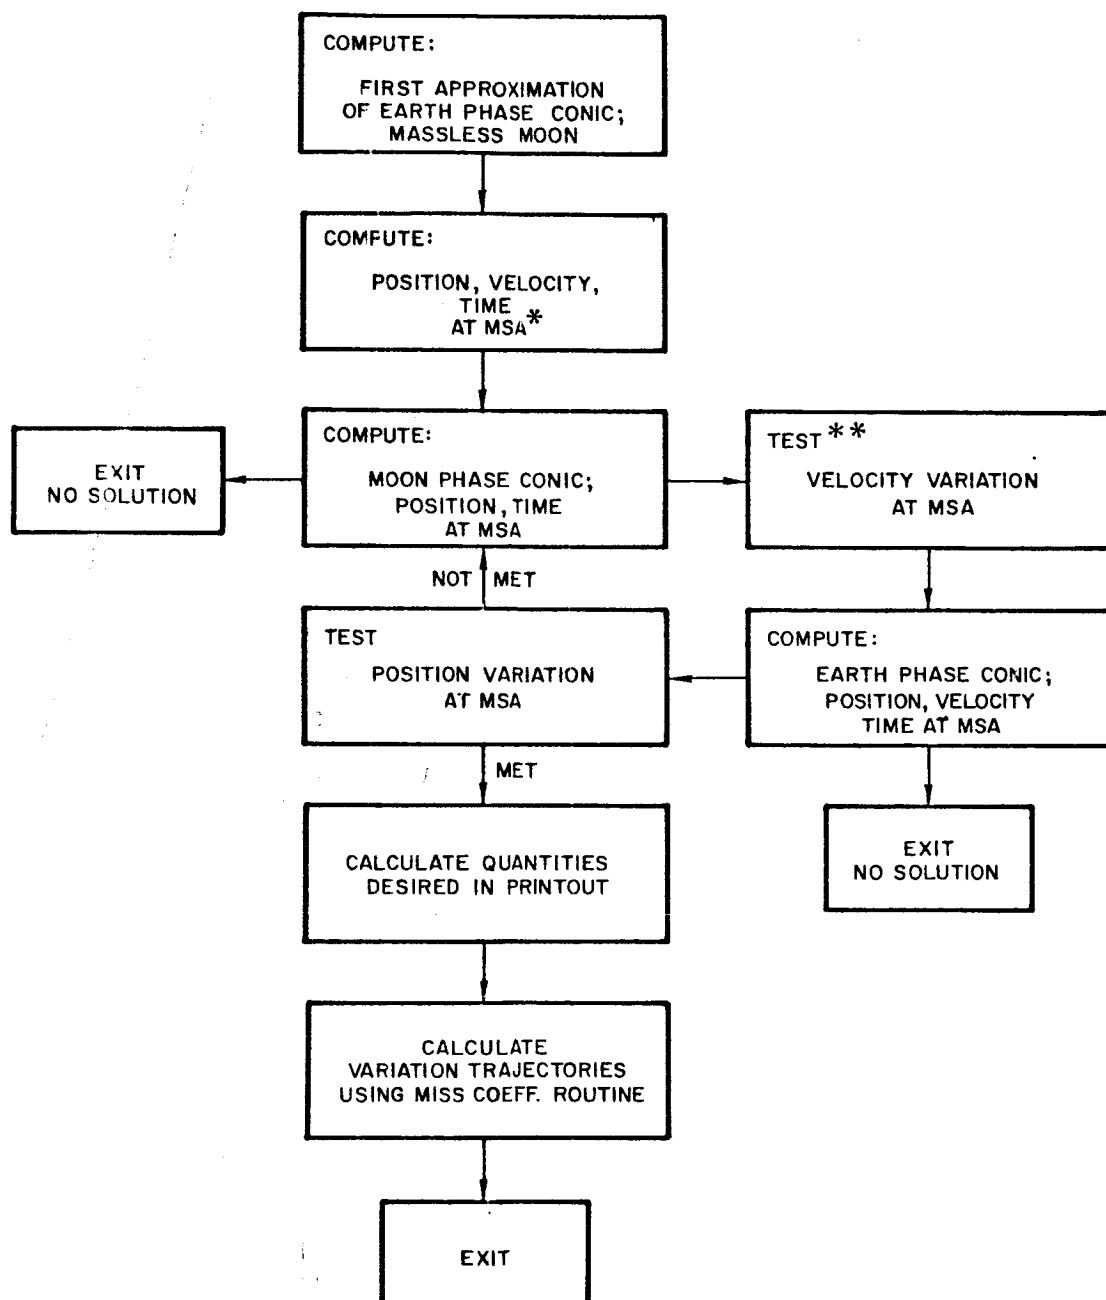 COMPUTE:
FIRST APPROXIMATION
OF EARTH PHASE CONIC;
MASSLESS MOON
COMPUTE:
POSITION, VELOCITY,
TIME
AT MSA*
COMPUTE:
MOON PHASE CONIC;
POSITION, TIME
AT MSA
EXIT
NO SOLUTION
TEST**
VELOCITY VARIATION
AT MSA
NOT MET
TEST
POSITION VARIATION
AT MSA
COMPUTE:
EARTH PHASE CONIC;
POSITION, VELOCITY
TIME AT MSA
MET
EXIT
NO SOLUTION
CALCULATE QUANTITIES
DESIRED IN PRINTOUT
CALCULATE
VARIATION TRAJECTORIES
USING MISS COEFF. ROUTINE
EXIT